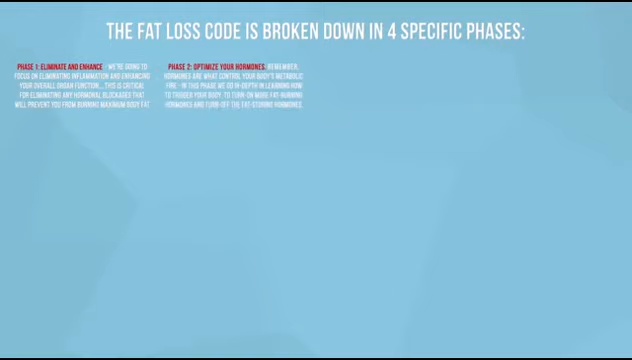 THE FAT LOSS CODE IS BROKEN DOWN IN 4 SPECIFIC PHASES:
PHASE 1: ELIMINATE AND ENHANCE - WE'RE GOING TO
FOCUS ON ELIMINATING INFLAMMATION AND ENHANCING
YOUR OVERALL ORGAN FUNCTION... THIS IS CRITICAL
FOR ELIMINATING ANY HORMONAL BLOCKAGES THAT
WILL PREVENT YOU FROM BURNING MAXIMUM BODY FAT.
PHASE 2: OPTIMIZE YOUR HORMONES. REMEMBER,
HORMONES ARE WHAT CONTROL YOUR BODY'S METABOLIC
FIRE - IN THIS PHASE WE GO IN-DEPTH IN LEARNING HOW
TO TRIGGER YOUR BODY TO TURN-ON MORE FAT-BURNING
HORMONES AND TURN-OFF THE FAT-STORING HORMONES.